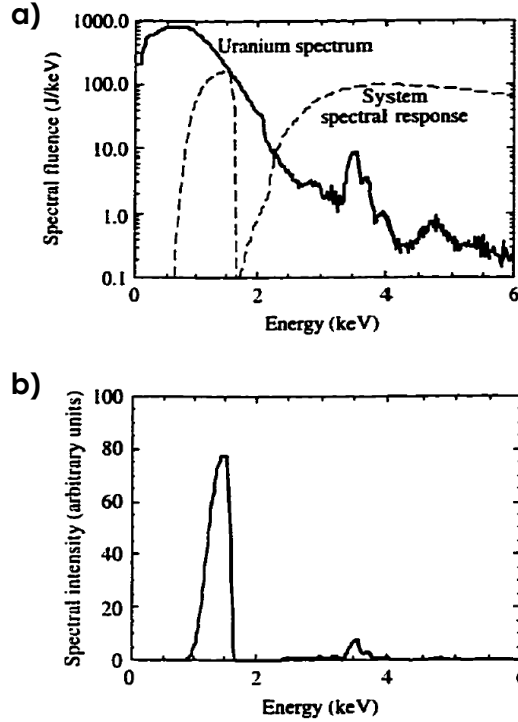 a)
1000.0
100.0
10.0
1.0
0.1
Spectral fluence (J/keV)
Uranium spectrum
System
spectral response
0
2
4
6
Energy (keV)
b)
100
80
60
40
20
0
Spectral intensity (arbitrary units)
0
2
4
6
Energy (keV)